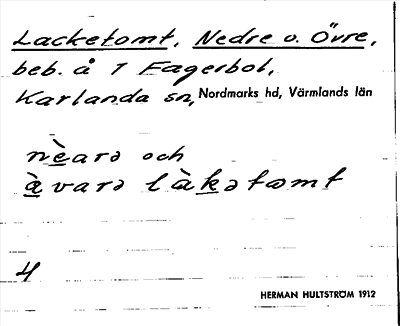 Lacketomt, Nedre o. Övre,
beb. å 1 Fagerbol,
Karlanda sn, Nordmarks hd, Värmlands län
nèarə och
àvarə làkətomt
4
HERMAN HULTSTRÖM 1912